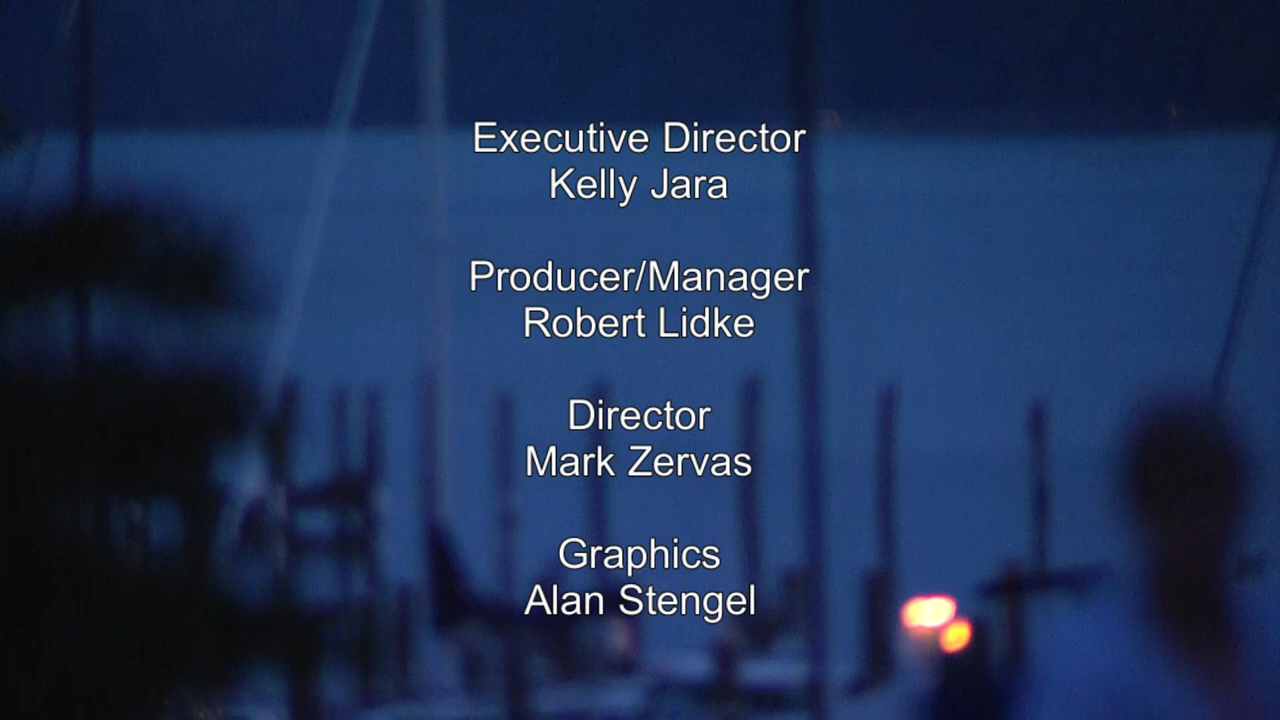 Executive Director
Kelly Jara
Producer/Manager
Robert Lidke
Director
Mark Zervas
Graphics
Alan Stengel